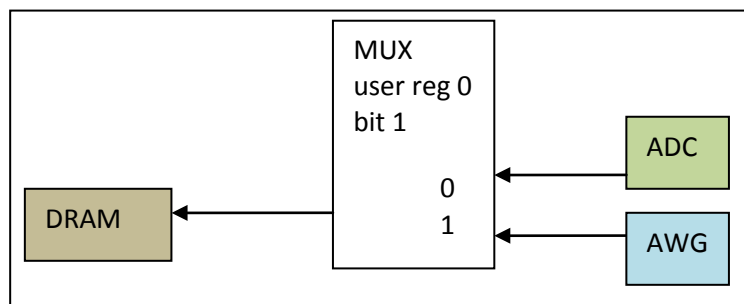 MUX
user reg 0
bit 1
ADC
0
DRAM
1
AWG